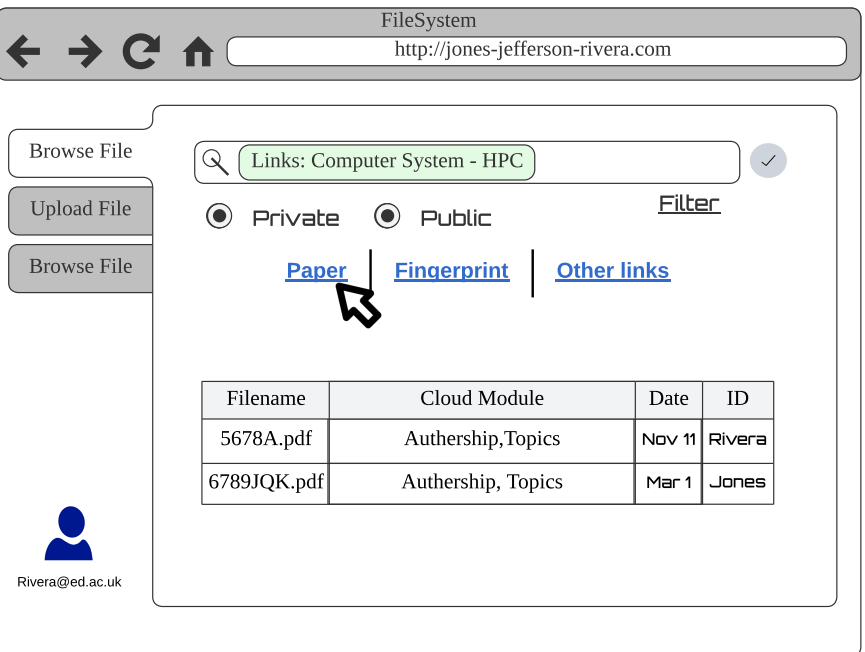 FileSystem
http://jones-jefferson-rivera.com
Browse File
Upload File
Browse File
Links: Computer System - HPC
Filter
Private Public
Paper Fingerprint Other links
Filename Cloud Module Date ID
5678A.pdf Authership,Topics Nov 11 Rivera
6789JQK.pdf Authership, Topics Mar 1 Jones
Rivera@ed.ac.uk